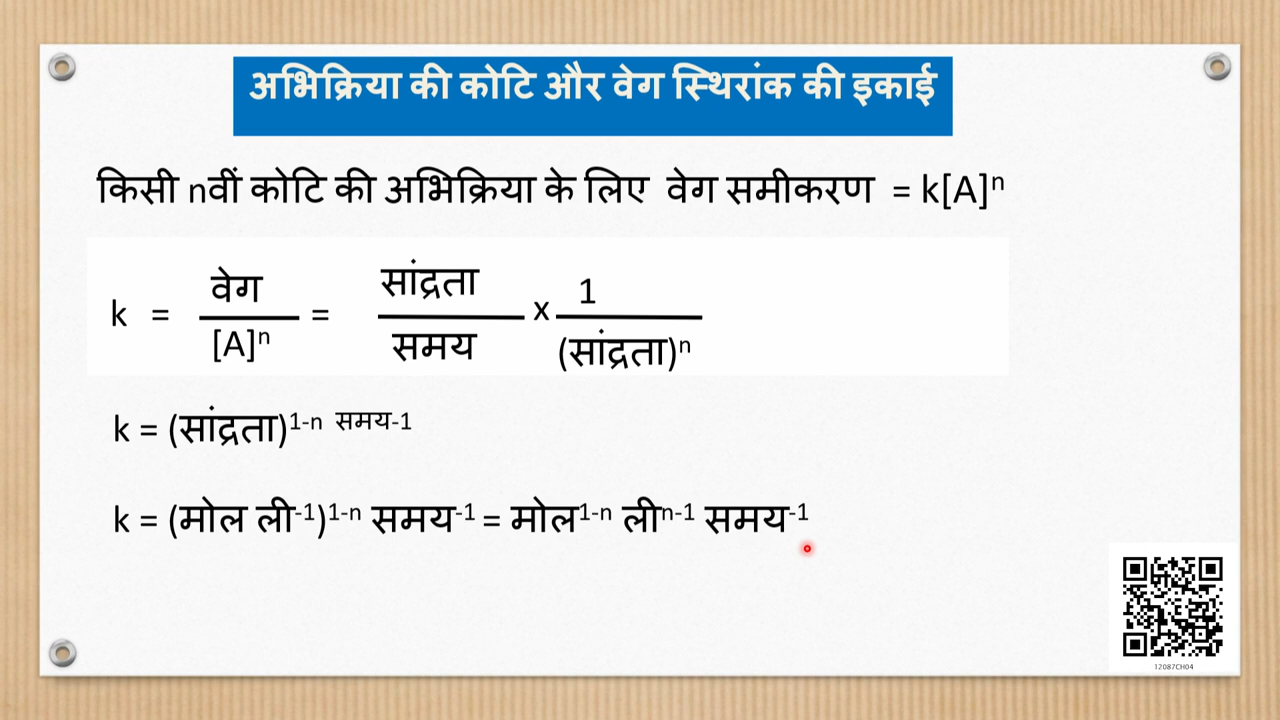 अभिक्रिया की कोटि और वेग स्थिरांक की इकाई
किसी nवीं कोटि की अभिक्रिया के लिए वेग समीकरण = k[A]ⁿ
k = वेग / [A]ⁿ = सांद्रता / समय x 1 / (सांद्रता)ⁿ
k = (सांद्रता)¹⁻ⁿ समय-1
k = (मोल ली⁻¹)¹⁻ⁿ समय⁻¹ = मोल¹⁻ⁿ लीⁿ⁻¹ समय⁻¹
12087CH04